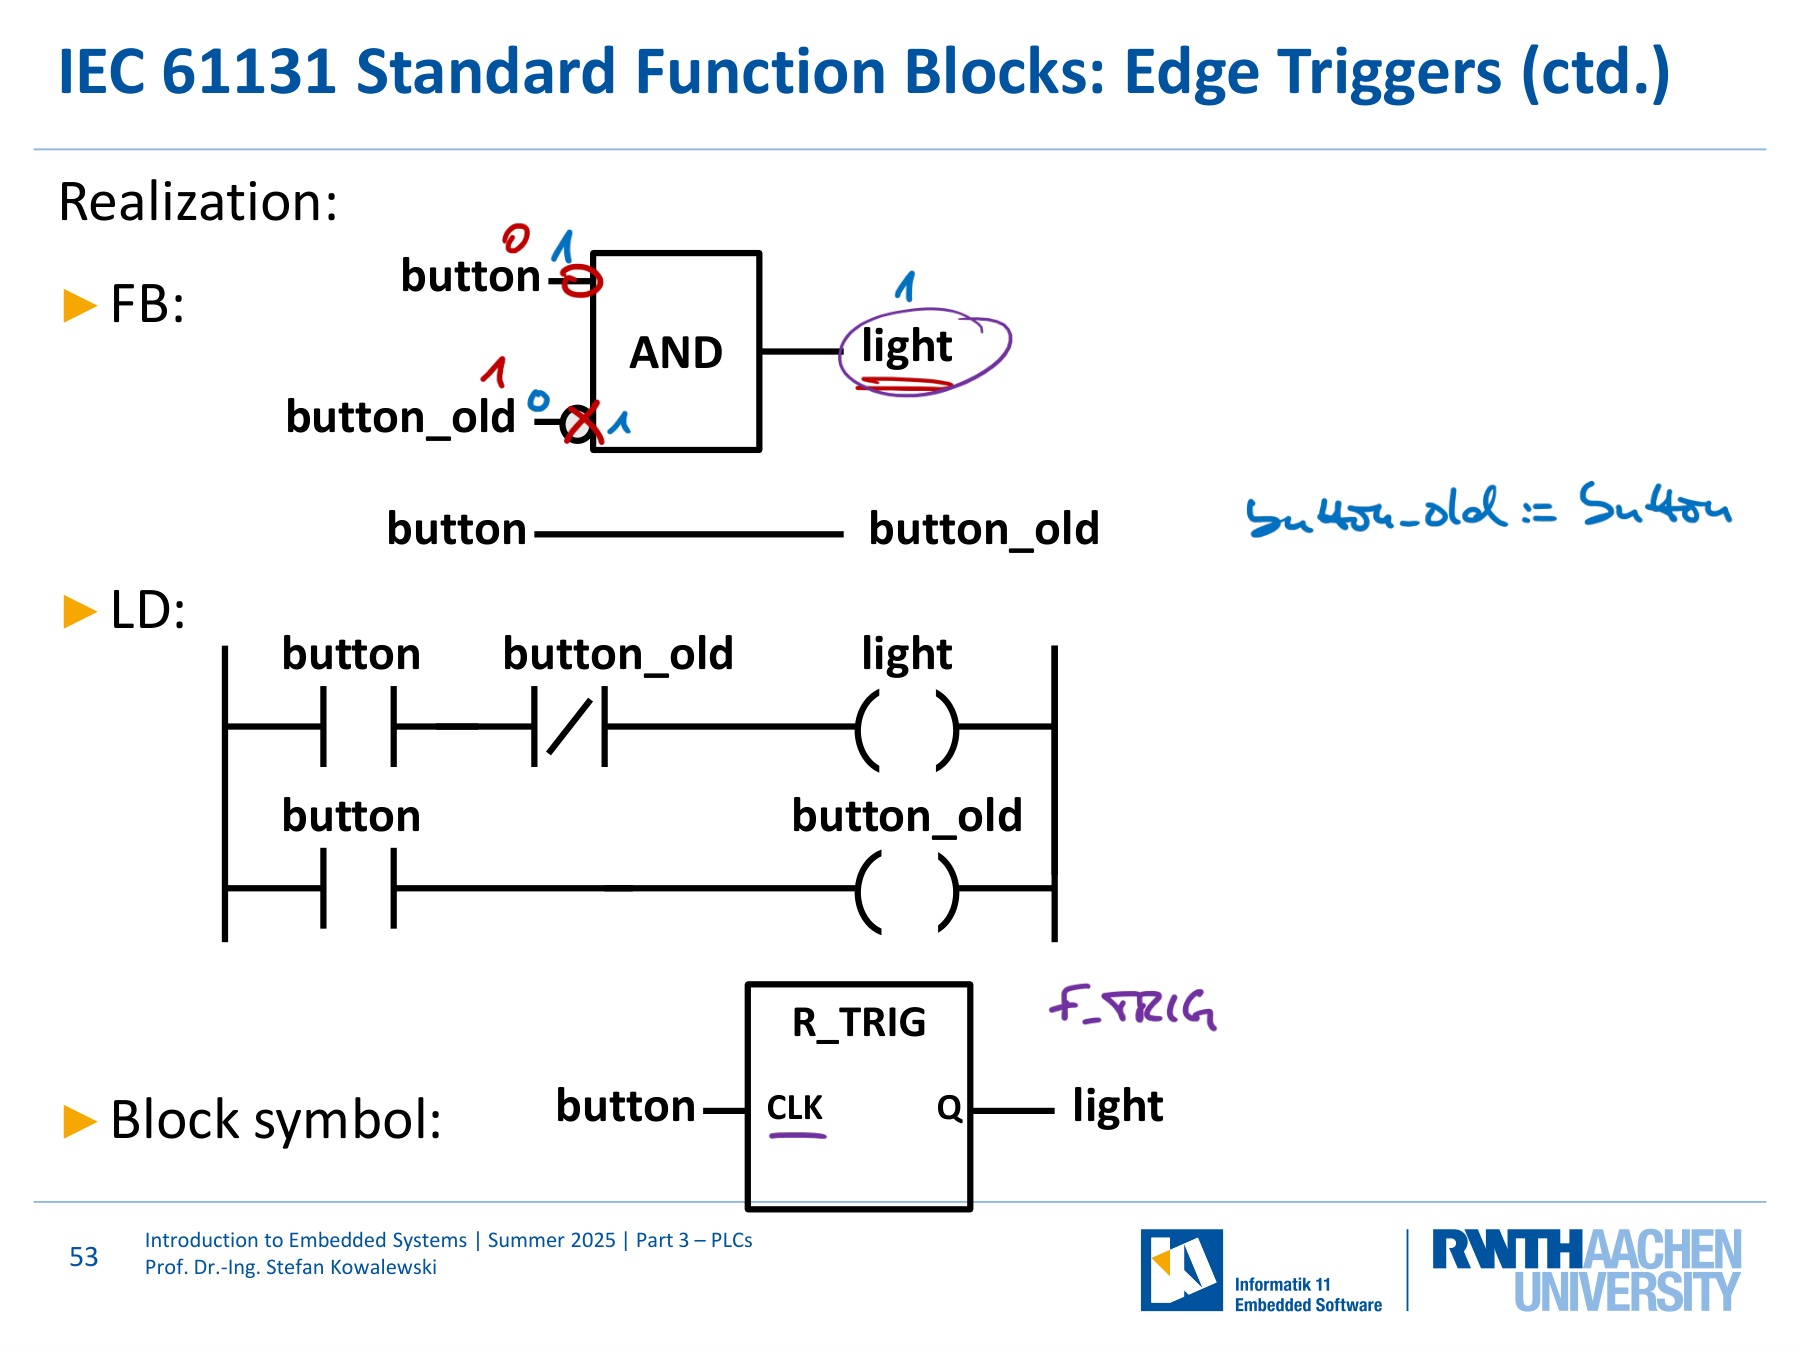 IEC 61131 Standard Function Blocks: Edge Triggers (ctd.)
Realization:
0 1
button
► FB:
1
AND
light
1
button_old 0 1
button button_old
button_old := button
► LD:
button button_old light
button button_old
R_TRIG
F_TRIG
► Block symbol:
button CLK Q light
53
Introduction to Embedded Systems | Summer 2025 | Part 3 – PLCs
Prof. Dr.-Ing. Stefan Kowalewski
Informatik 11
Embedded Software
RWTH AACHEN
UNIVERSITY